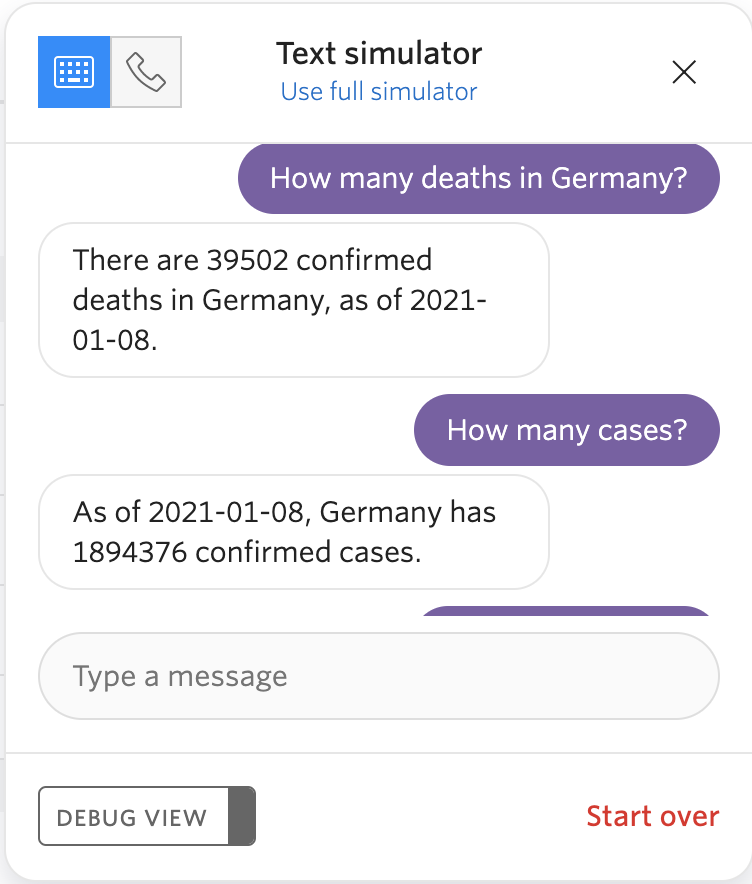 Text simulator
Use full simulator
How many deaths in Germany?
There are 39502 confirmed
deaths in Germany, as of 2021-
01-08.
How many cases?
As of 2021-01-08, Germany has
1894376 confirmed cases.
Type a message
DEBUG VIEW
Start over